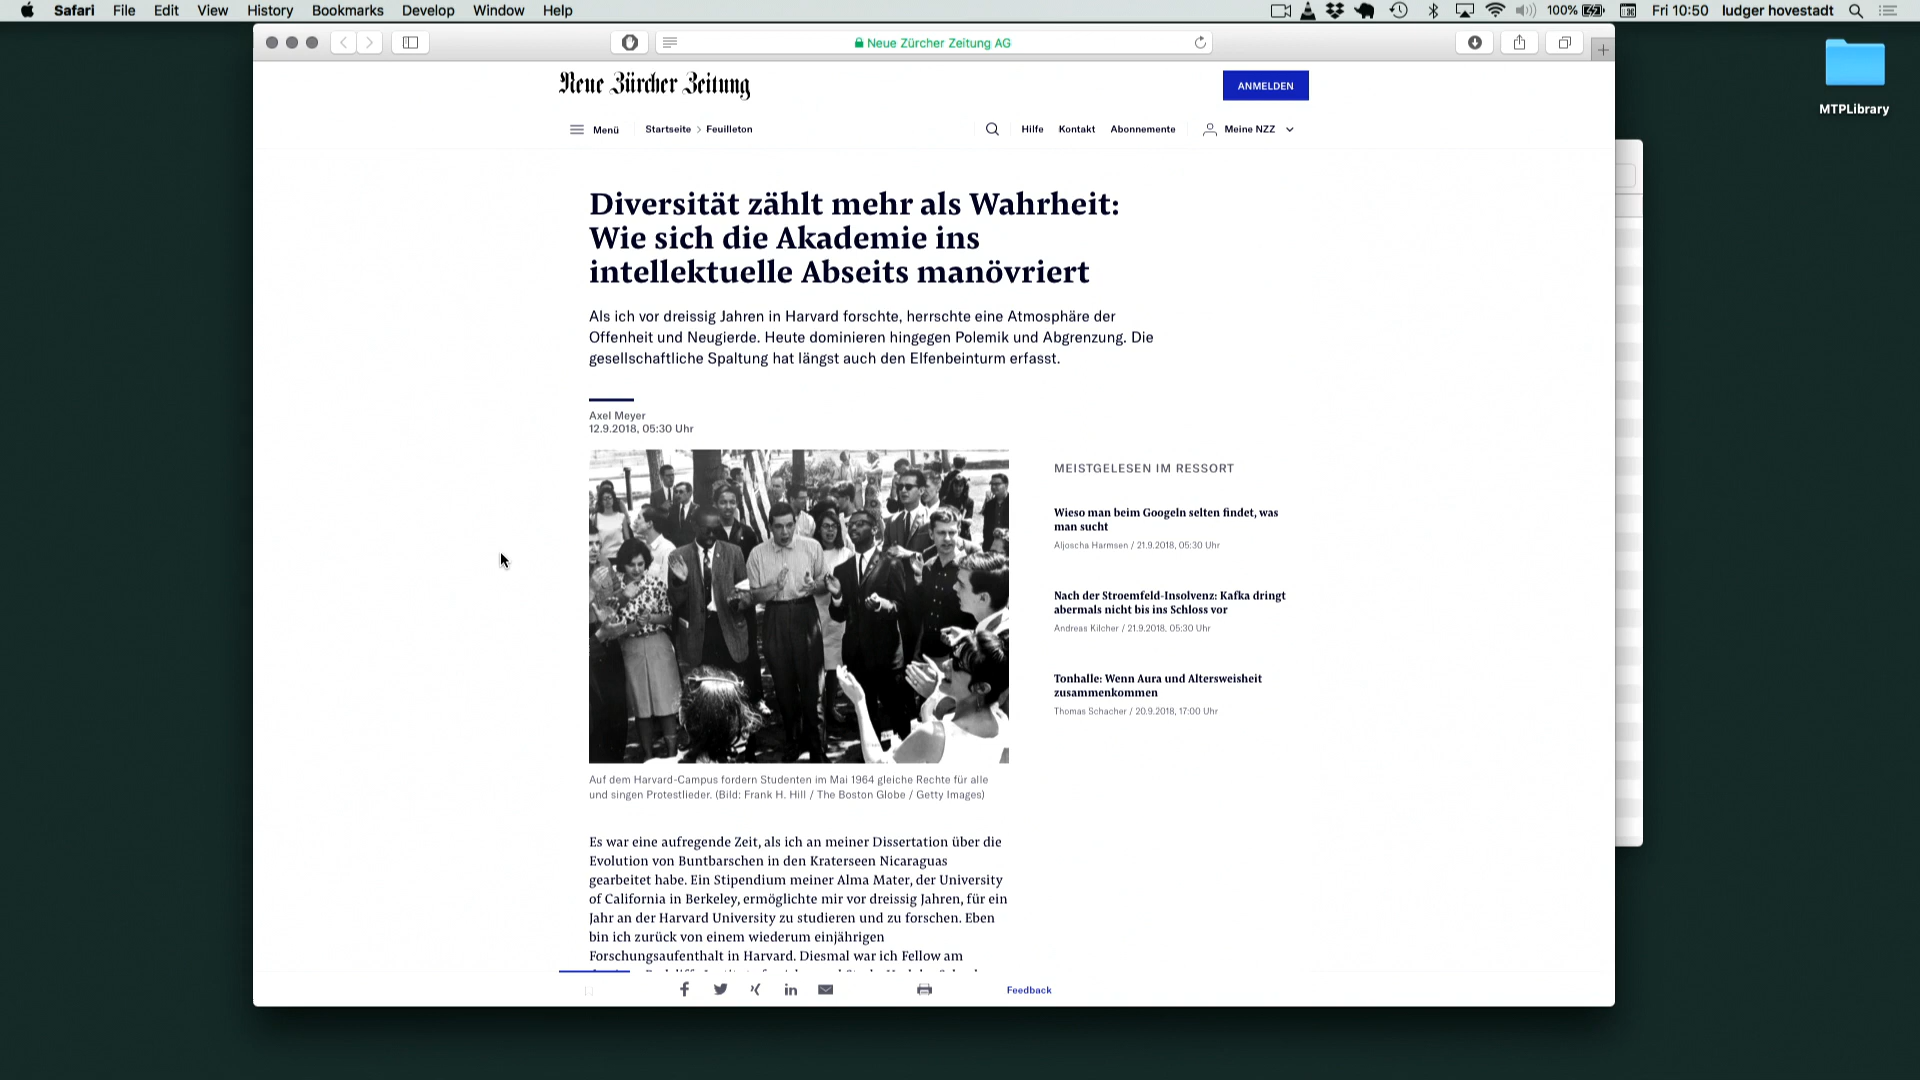 Safari File Edit View History Bookmarks Develop Window Help
100% Fri 10:50 ludger hovestadt
Neue Zürcher Zeitung AG
MTPLibrary
Neue Zürcher Zeitung
ANMELDEN
Menü Startseite > Feuilleton Hilfe Kontakt Abonnemente Meine NZZ
Diversität zählt mehr als Wahrheit:
Wie sich die Akademie ins
intellektuelle Abseits manövriert
Als ich vor dreissig Jahren in Harvard forschte, herrschte eine Atmosphäre der
Offenheit und Neugierde. Heute dominieren hingegen Polemik und Abgrenzung. Die
gesellschaftliche Spaltung hat längst auch den Elfenbeinturm erfasst.
Axel Meyer
12.9.2018, 05:30 Uhr
Auf dem Harvard-Campus fordern Studenten im Mai 1964 gleiche Rechte für alle
und singen Protestlieder. (Bild: Frank H. Hill / The Boston Globe / Getty Images)
Es war eine aufregende Zeit, als ich an meiner Dissertation über die
Evolution von Buntbarschen in den Kraterseen Nicaraguas
gearbeitet habe. Ein Stipendium meiner Alma Mater, der University
of California in Berkeley, ermöglichte mir vor dreissig Jahren, für ein
Jahr an der Harvard University zu studieren und zu forschen. Eben
bin ich zurück von einem wiederum einjährigen
Forschungsaufenthalt in Harvard. Diesmal war ich Fellow am
MEISTGELESEN IM RESSORT
Wieso man beim Googeln selten findet, was
man sucht
Aljoscha Harmsen / 21.9.2018, 05:30 Uhr
Nach der Stroemfeld-Insolvenz: Kafka dringt
abermals nicht bis ins Schloss vor
Andreas Kilcher / 21.9.2018, 05:30 Uhr
Tonhalle: Wenn Aura und Altersweisheit
zusammenkommen
Thomas Schacher / 20.9.2018, 17:00 Uhr
Feedback